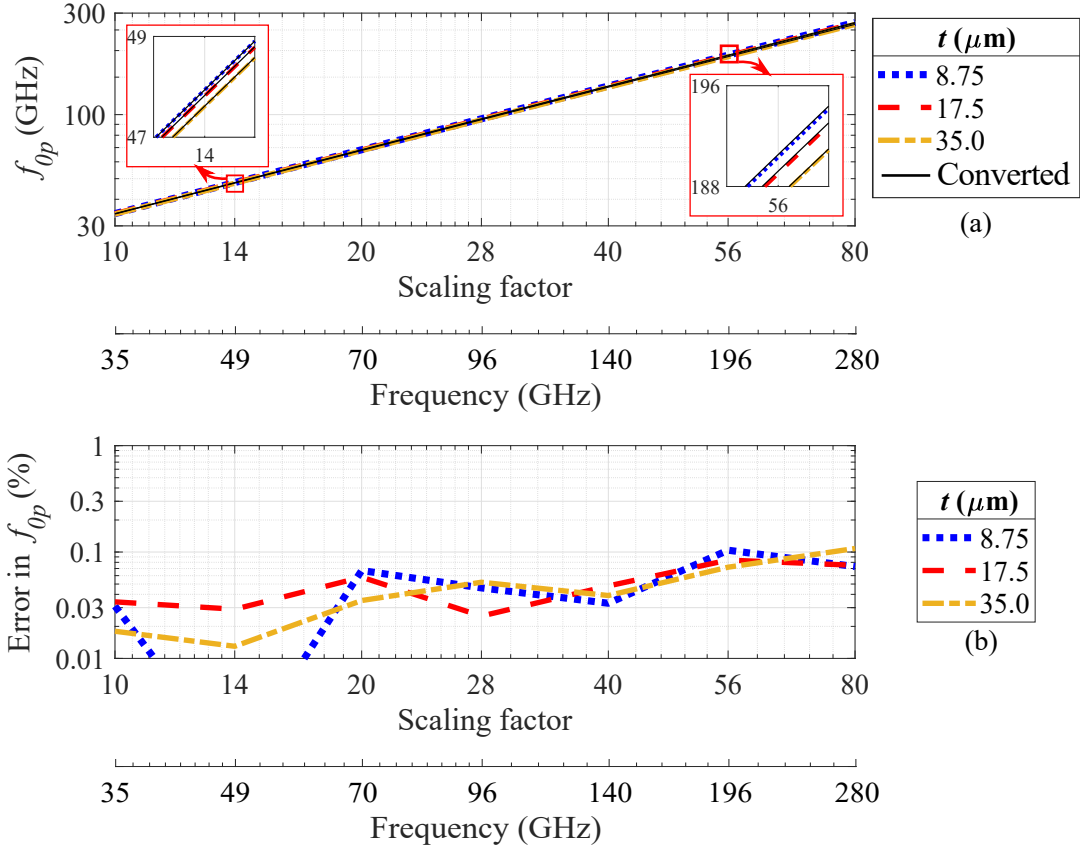 300
100
30
f0p (GHz)
49
47
14
196
188
56
10 14 20 28 40 56 80
Scaling factor
35 49 70 96 140 196 280
Frequency (GHz)
t (μm)
8.75
17.5
35.0
Converted
(a)
1
0.3
0.1
0.03
0.01
Error in f0p (%)
10 14 20 28 40 56 80
Scaling factor
35 49 70 96 140 196 280
Frequency (GHz)
t (μm)
8.75
17.5
35.0
(b)